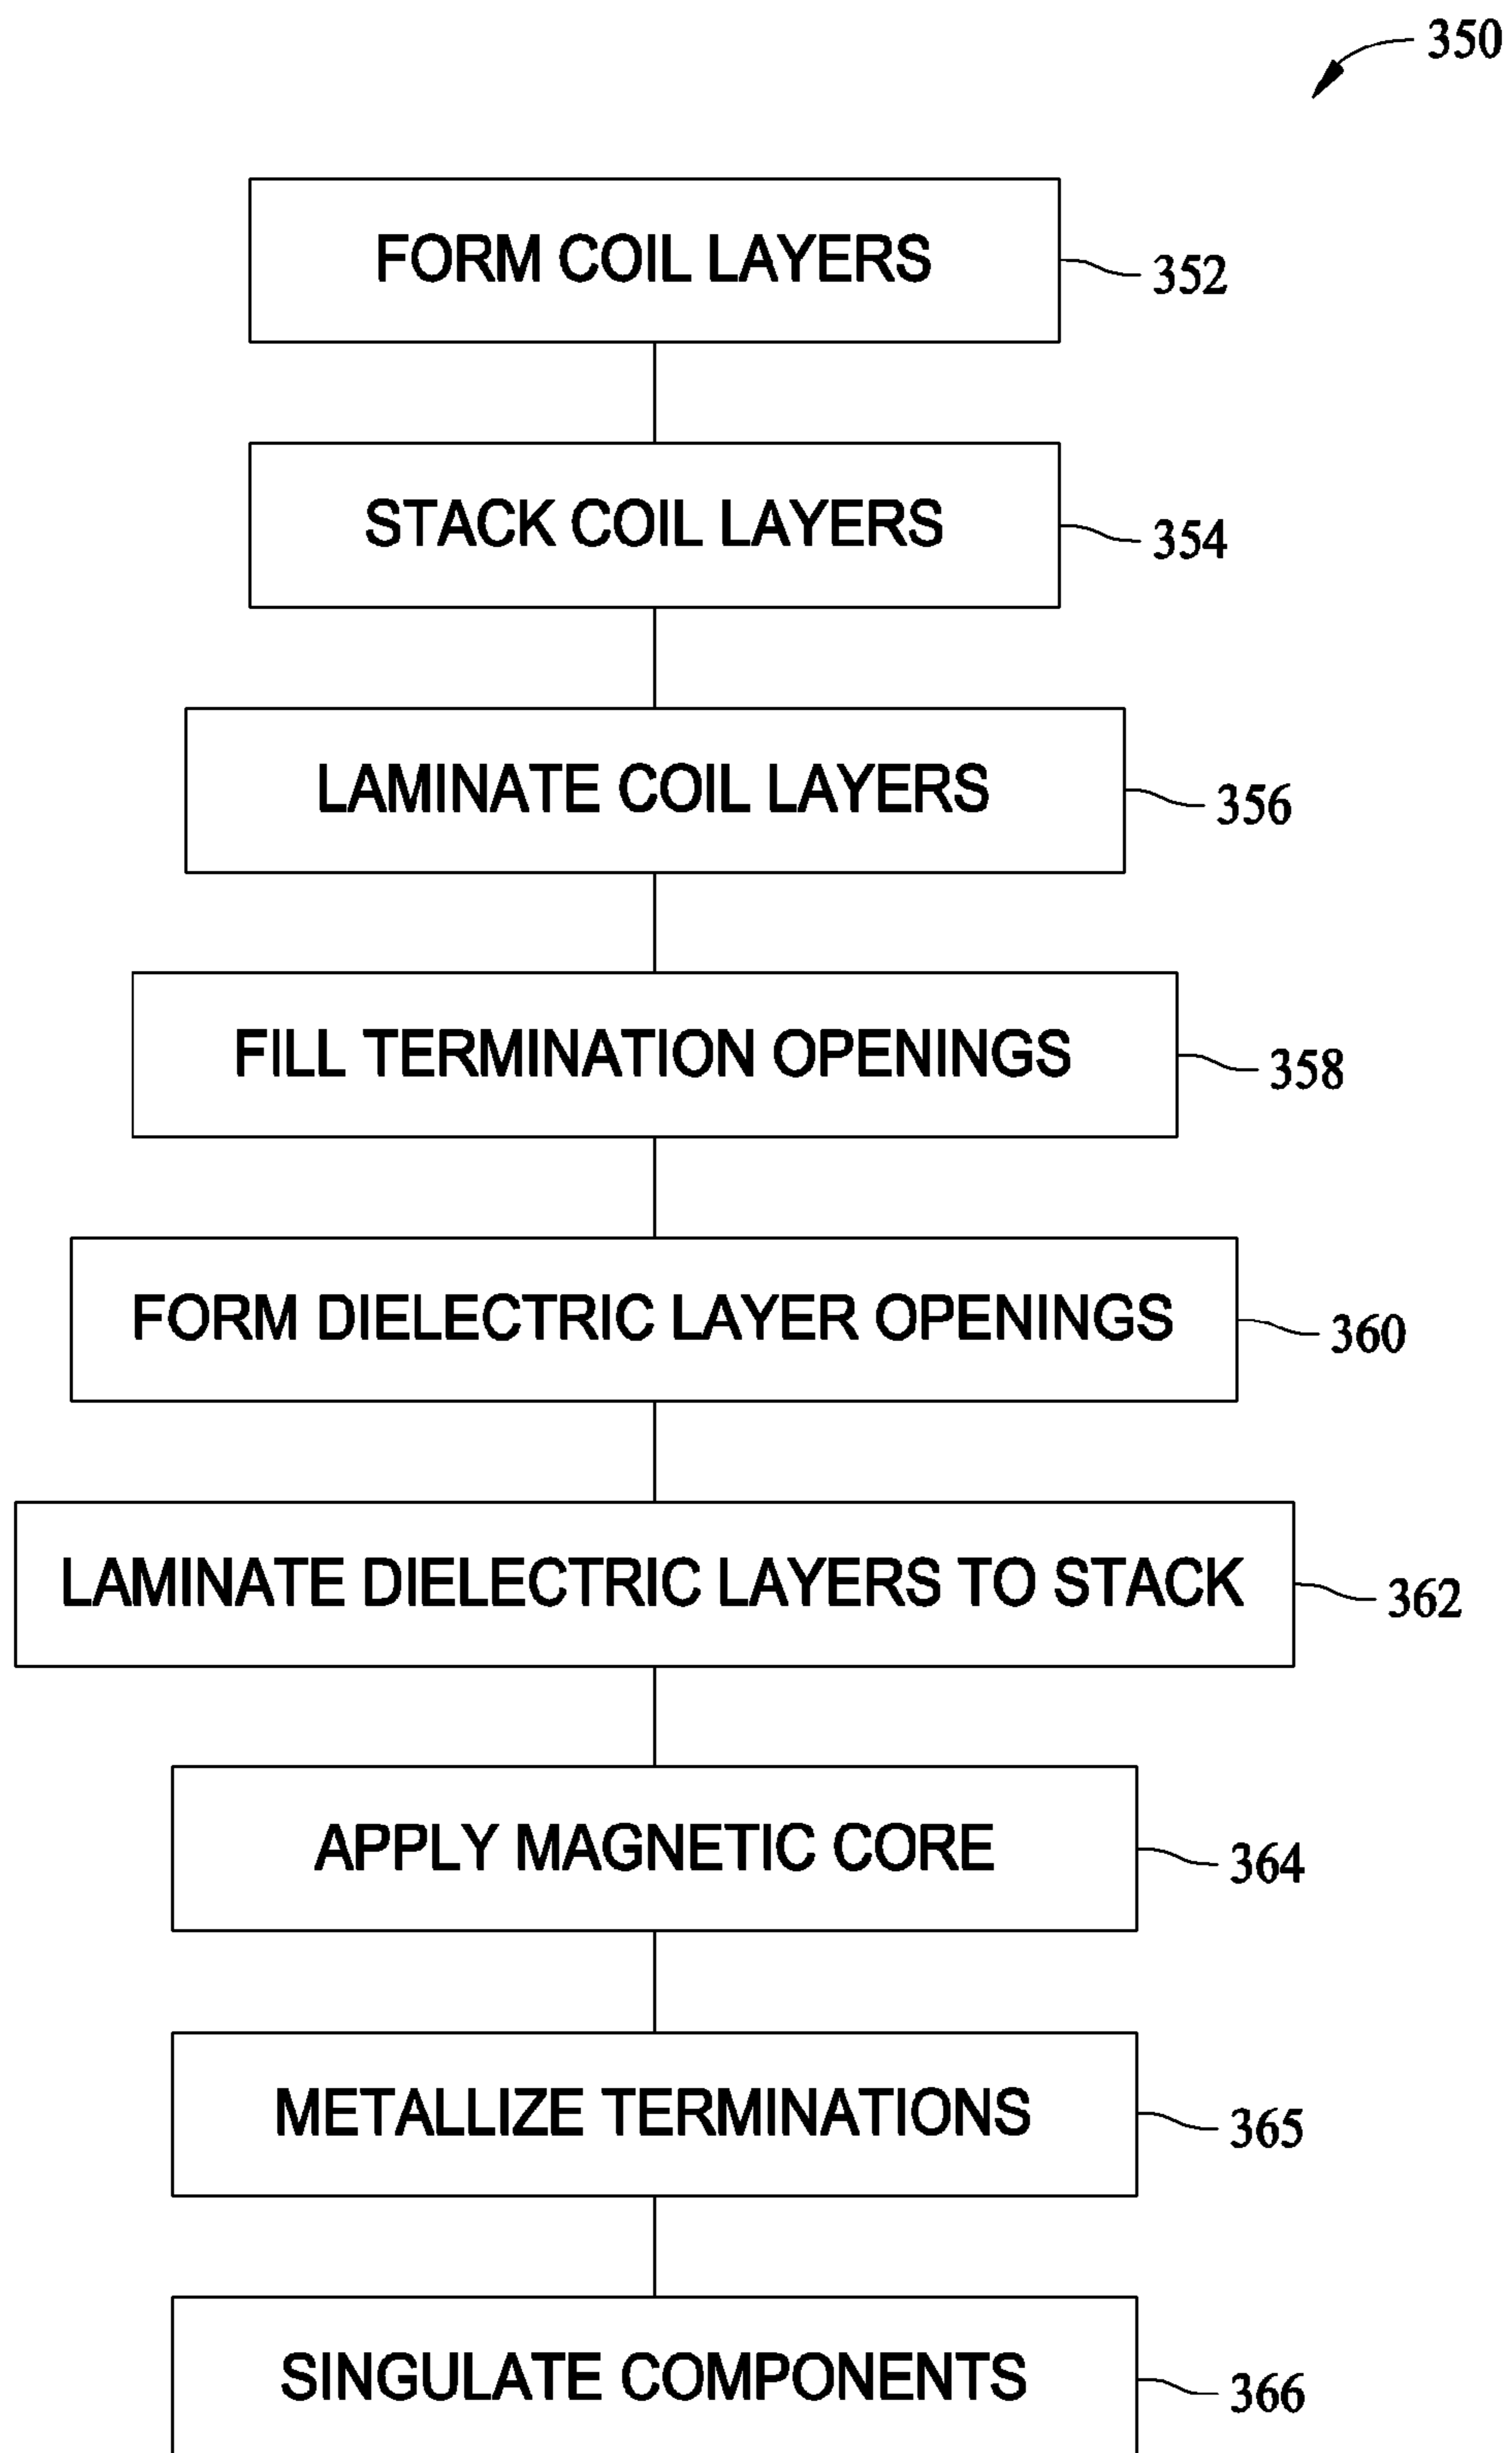 350
FORM COIL LAYERS
352
STACK COIL LAYERS
354
LAMINATE COIL LAYERS
356
FILL TERMINATION OPENINGS
358
FORM DIELECTRIC LAYER OPENINGS
360
LAMINATE DIELECTRIC LAYERS TO STACK
362
APPLY MAGNETIC CORE
364
METALLIZE TERMINATIONS
365
SINGULATE COMPONENTS
366